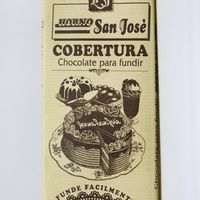 HORNO
San José
COBERTURA
Chocolate para fundir
FUNDE FACILMENTE